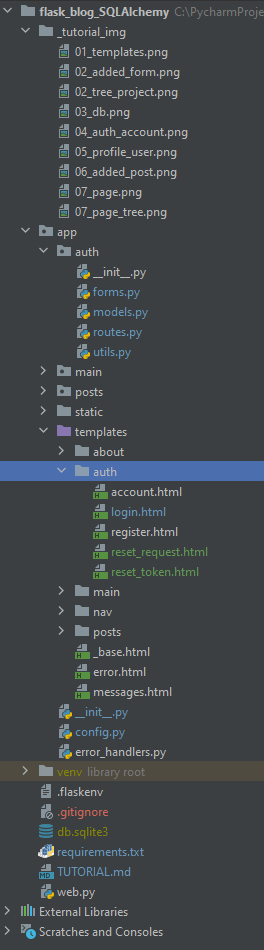 flask_blog_SQLAlchemy C:\PycharmProje
_tutorial_img
01_templates.png
02_added_form.png
02_tree_project.png
03_db.png
04_auth_account.png
05_profile_user.png
06_added_post.png
07_page.png
07_page_tree.png
app
auth
__init__.py
forms.py
models.py
routes.py
utils.py
main
posts
static
templates
about
auth
account.html
login.html
register.html
reset_request.html
reset_token.html
main
nav
posts
_base.html
error.html
messages.html
__init__.py
config.py
error_handlers.py
venv library root
.flaskenv
.gitignore
db.sqlite3
requirements.txt
TUTORIAL.md
web.py
External Libraries
Scratches and Consoles